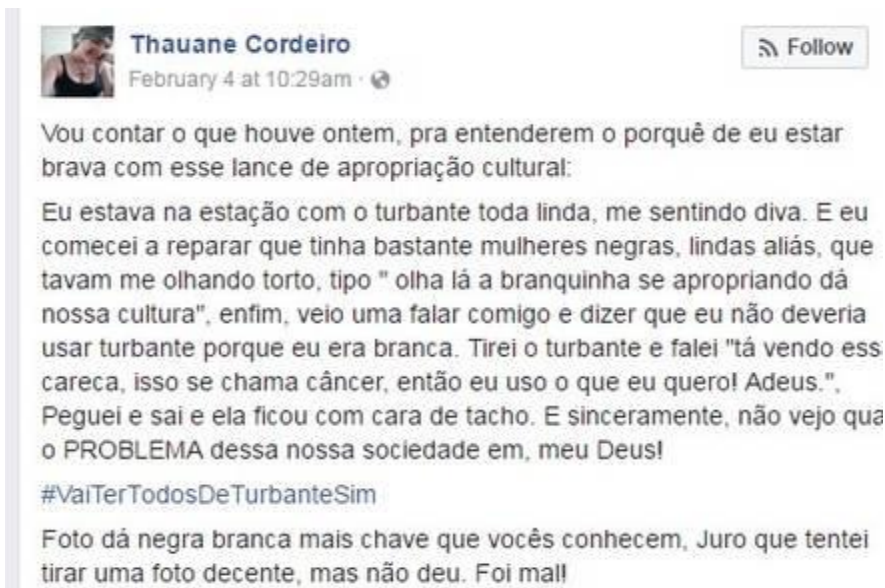 Thauane Cordeiro
Follow
February 4 at 10:29am ·
Vou contar o que houve ontem, pra entenderem o porquê de eu estar
brava com esse lance de apropriação cultural:
Eu estava na estação com o turbante toda linda, me sentindo diva. E eu
comecei a reparar que tinha bastante mulheres negras, lindas aliás, que
tavam me olhando torto, tipo " olha lá a branquinha se apropriando dá
nossa cultura", enfim, veio uma falar comigo e dizer que eu não deveria
usar turbante porque eu era branca. Tirei o turbante e falei "tá vendo ess
careca, isso se chama câncer, então eu uso o que eu quero! Adeus.",
Peguei e sai e ela ficou com cara de tacho. E sinceramente, não vejo qua
o PROBLEMA dessa nossa sociedade em, meu Deus!
#VaiTerTodosDeTurbanteSim
Foto dá negra branca mais chave que vocês conhecem, Juro que tentei
tirar uma foto decente, mas não deu. Foi mal!